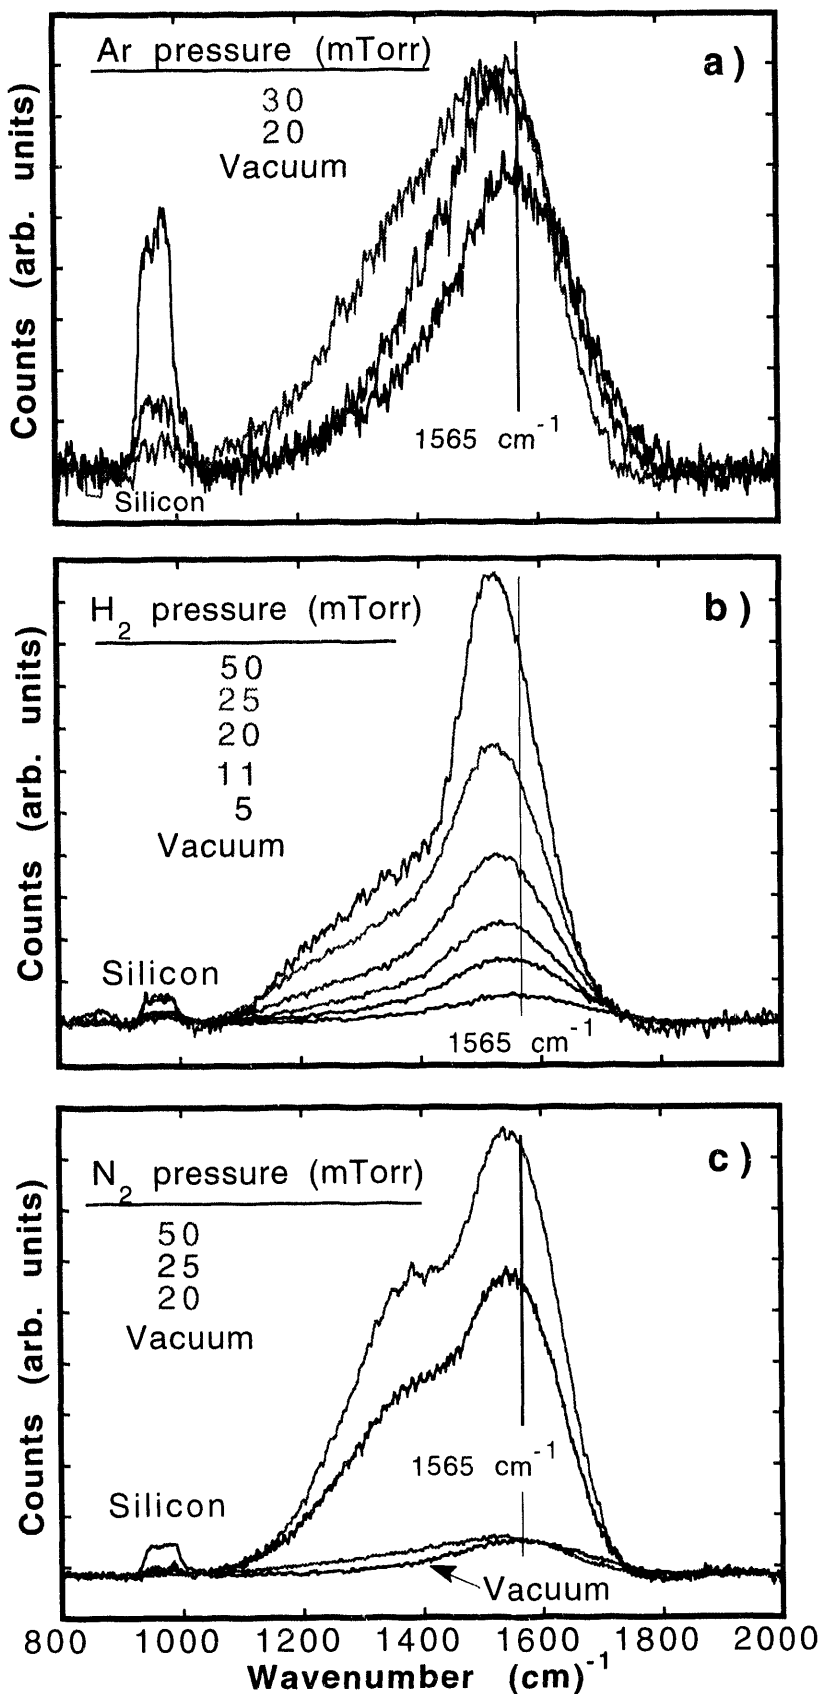 Ar pressure (mTorr)
a)
30
20
Vacuum
Counts (arb. units)
1565 cm⁻¹
Silicon
H₂ pressure (mTorr)
b)
50
25
20
11
5
Vacuum
Counts (arb. units)
Silicon
1565 cm⁻¹
N₂ pressure (mTorr)
c)
50
25
20
Vacuum
Counts (arb. units)
1565 cm⁻¹
Silicon
Vacuum
800 1000 1200 1400 1600 1800 2000
Wavenumber (cm)⁻¹